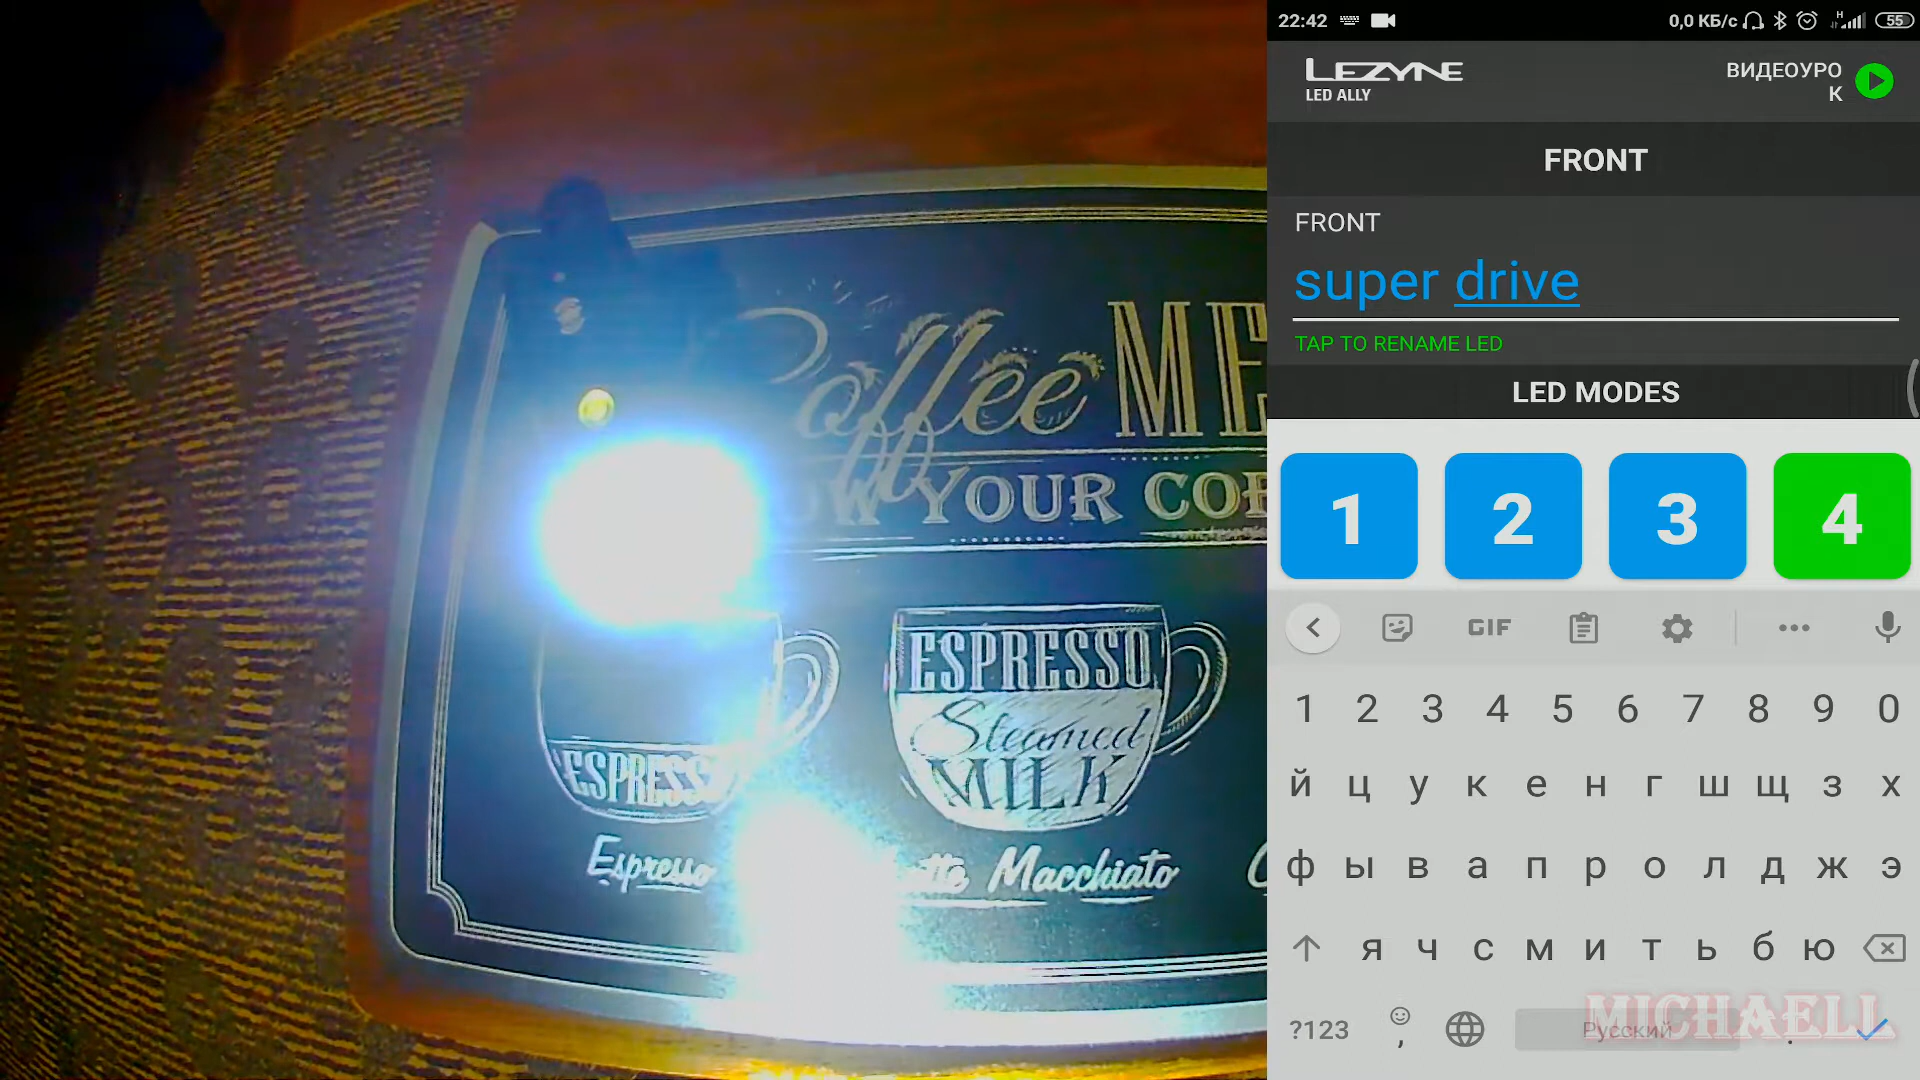 Coffee ME
YOUR COF
ESPRESSO
Espresso
ESPRESSO
Steamed
MILK
Macchiato
22:42
0,0 КБ/с
H
55
LEZYNE
LED ALLY
ВИДЕОУРО
К
FRONT
FRONT
super drive
TAP TO RENAME LED
LED MODES
1 2 3 4
GIF
1 2 3 4 5 6 7 8 9 0
й ц у к е н г ш щ з х
ф ы в а п р о л д ж э
я ч с м и т ь б ю
?123 , Русский .
MICHAELL